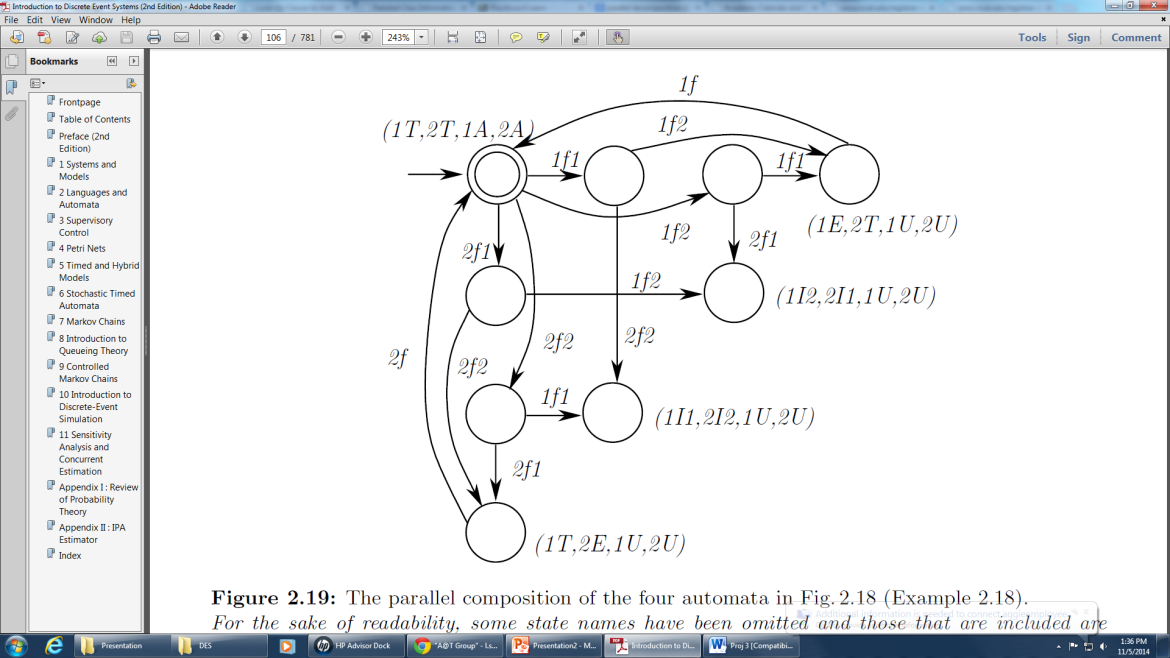 Introduction to Discrete Event Systems (2nd Edition) - Adobe Reader
File Edit View Window Help
106 / 781 243% Tools Sign Comment
Bookmarks
Frontpage
Table of Contents
Preface (2nd
Edition)
1 Systems and
Models
2 Languages and
Automata
3 Supervisory
Control
4 Petri Nets
5 Timed and Hybrid
Models
6 Stochastic Timed
Automata
7 Markov Chains
8 Introduction to
Queueing Theory
9 Controlled
Markov Chains
10 Introduction to
Discrete-Event
Simulation
11 Sensitivity
Analysis and
Concurrent
Estimation
Appendix I : Review
of Probability
Theory
Appendix II : IPA
Estimator
Index
1f
(1T,2T,1A,2A)
1f2
1f1
1f1
1f2
(1E,2T,1U,2U)
2f1
2f1
1f2
(1I2,2I1,1U,2U)
2f
2f2
2f2
2f2
1f1
(1I1,2I2,1U,2U)
2f1
(1T,2E,1U,2U)
Figure 2.19: The parallel composition of the four automata in Fig. 2.18 (Example 2.18).
For the sake of readability, some state names have been omitted and those that are included are
Presentation DES HP Advisor Dock "A@T Group" - Ls... Presentation2 - M... Introduction to Di... Proj 3 [Compatibi...
1:36 PM
11/5/2014